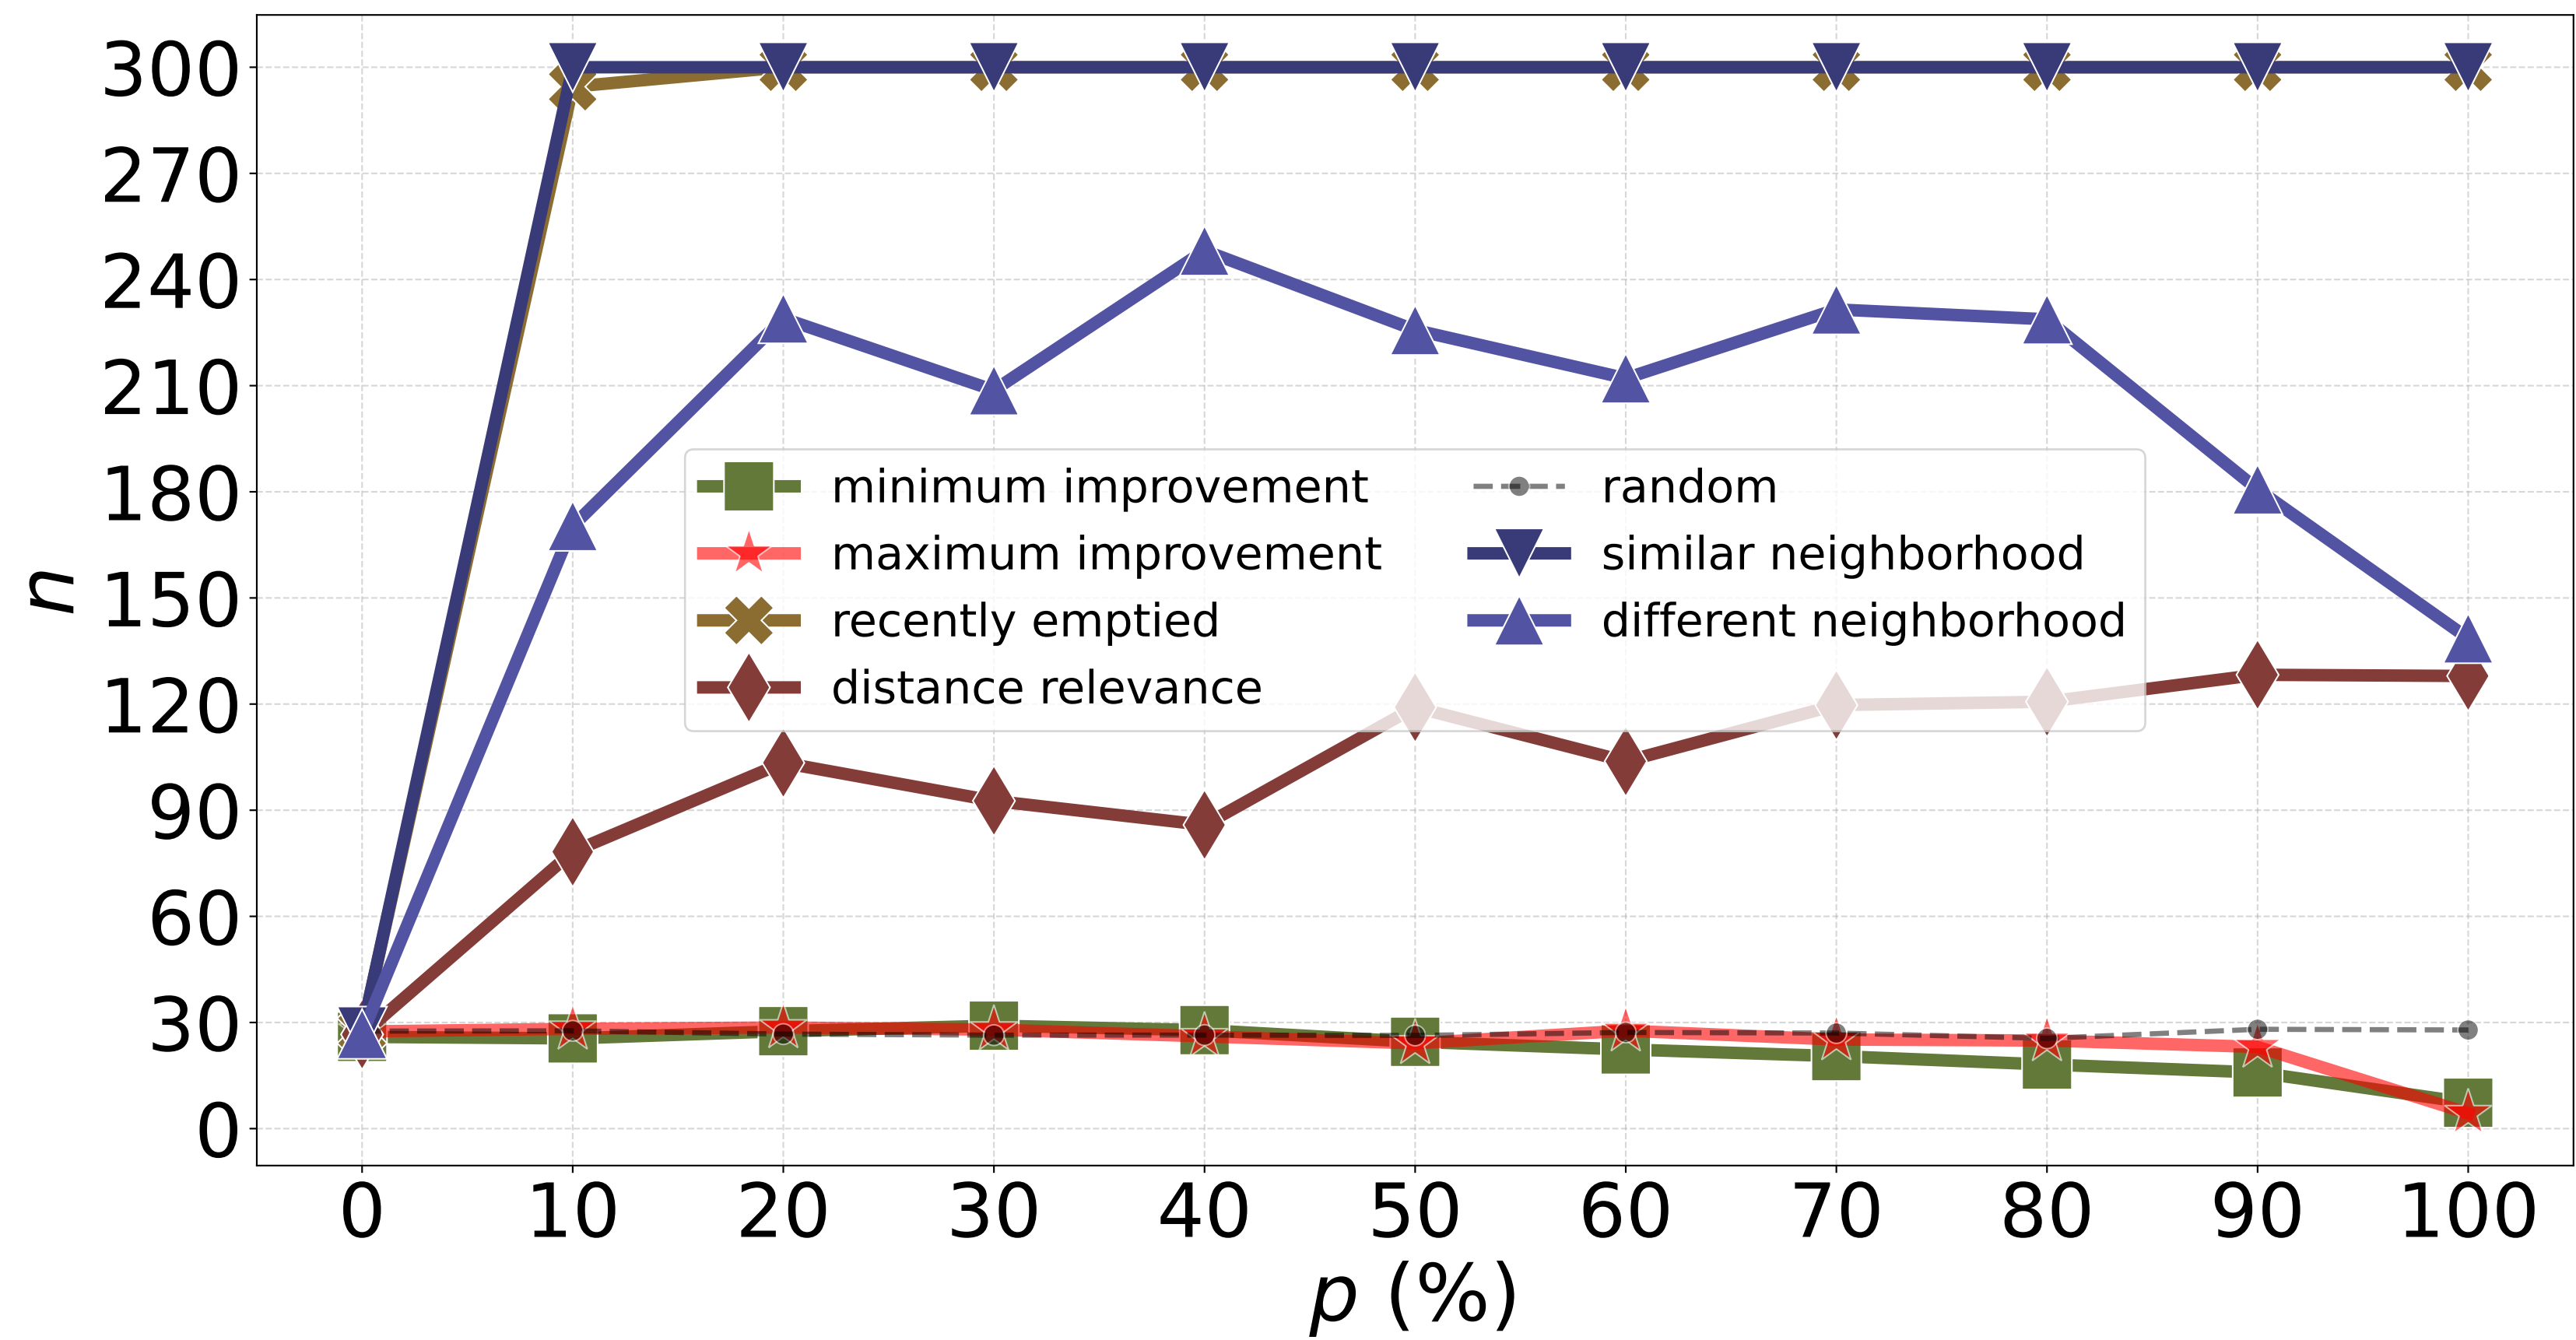 300
270
240
210
180
150
120
90
60
30
0
n
minimum improvement
maximum improvement
recently emptied
distance relevance
random
similar neighborhood
different neighborhood
0 10 20 30 40 50 60 70 80 90 100
p (%)